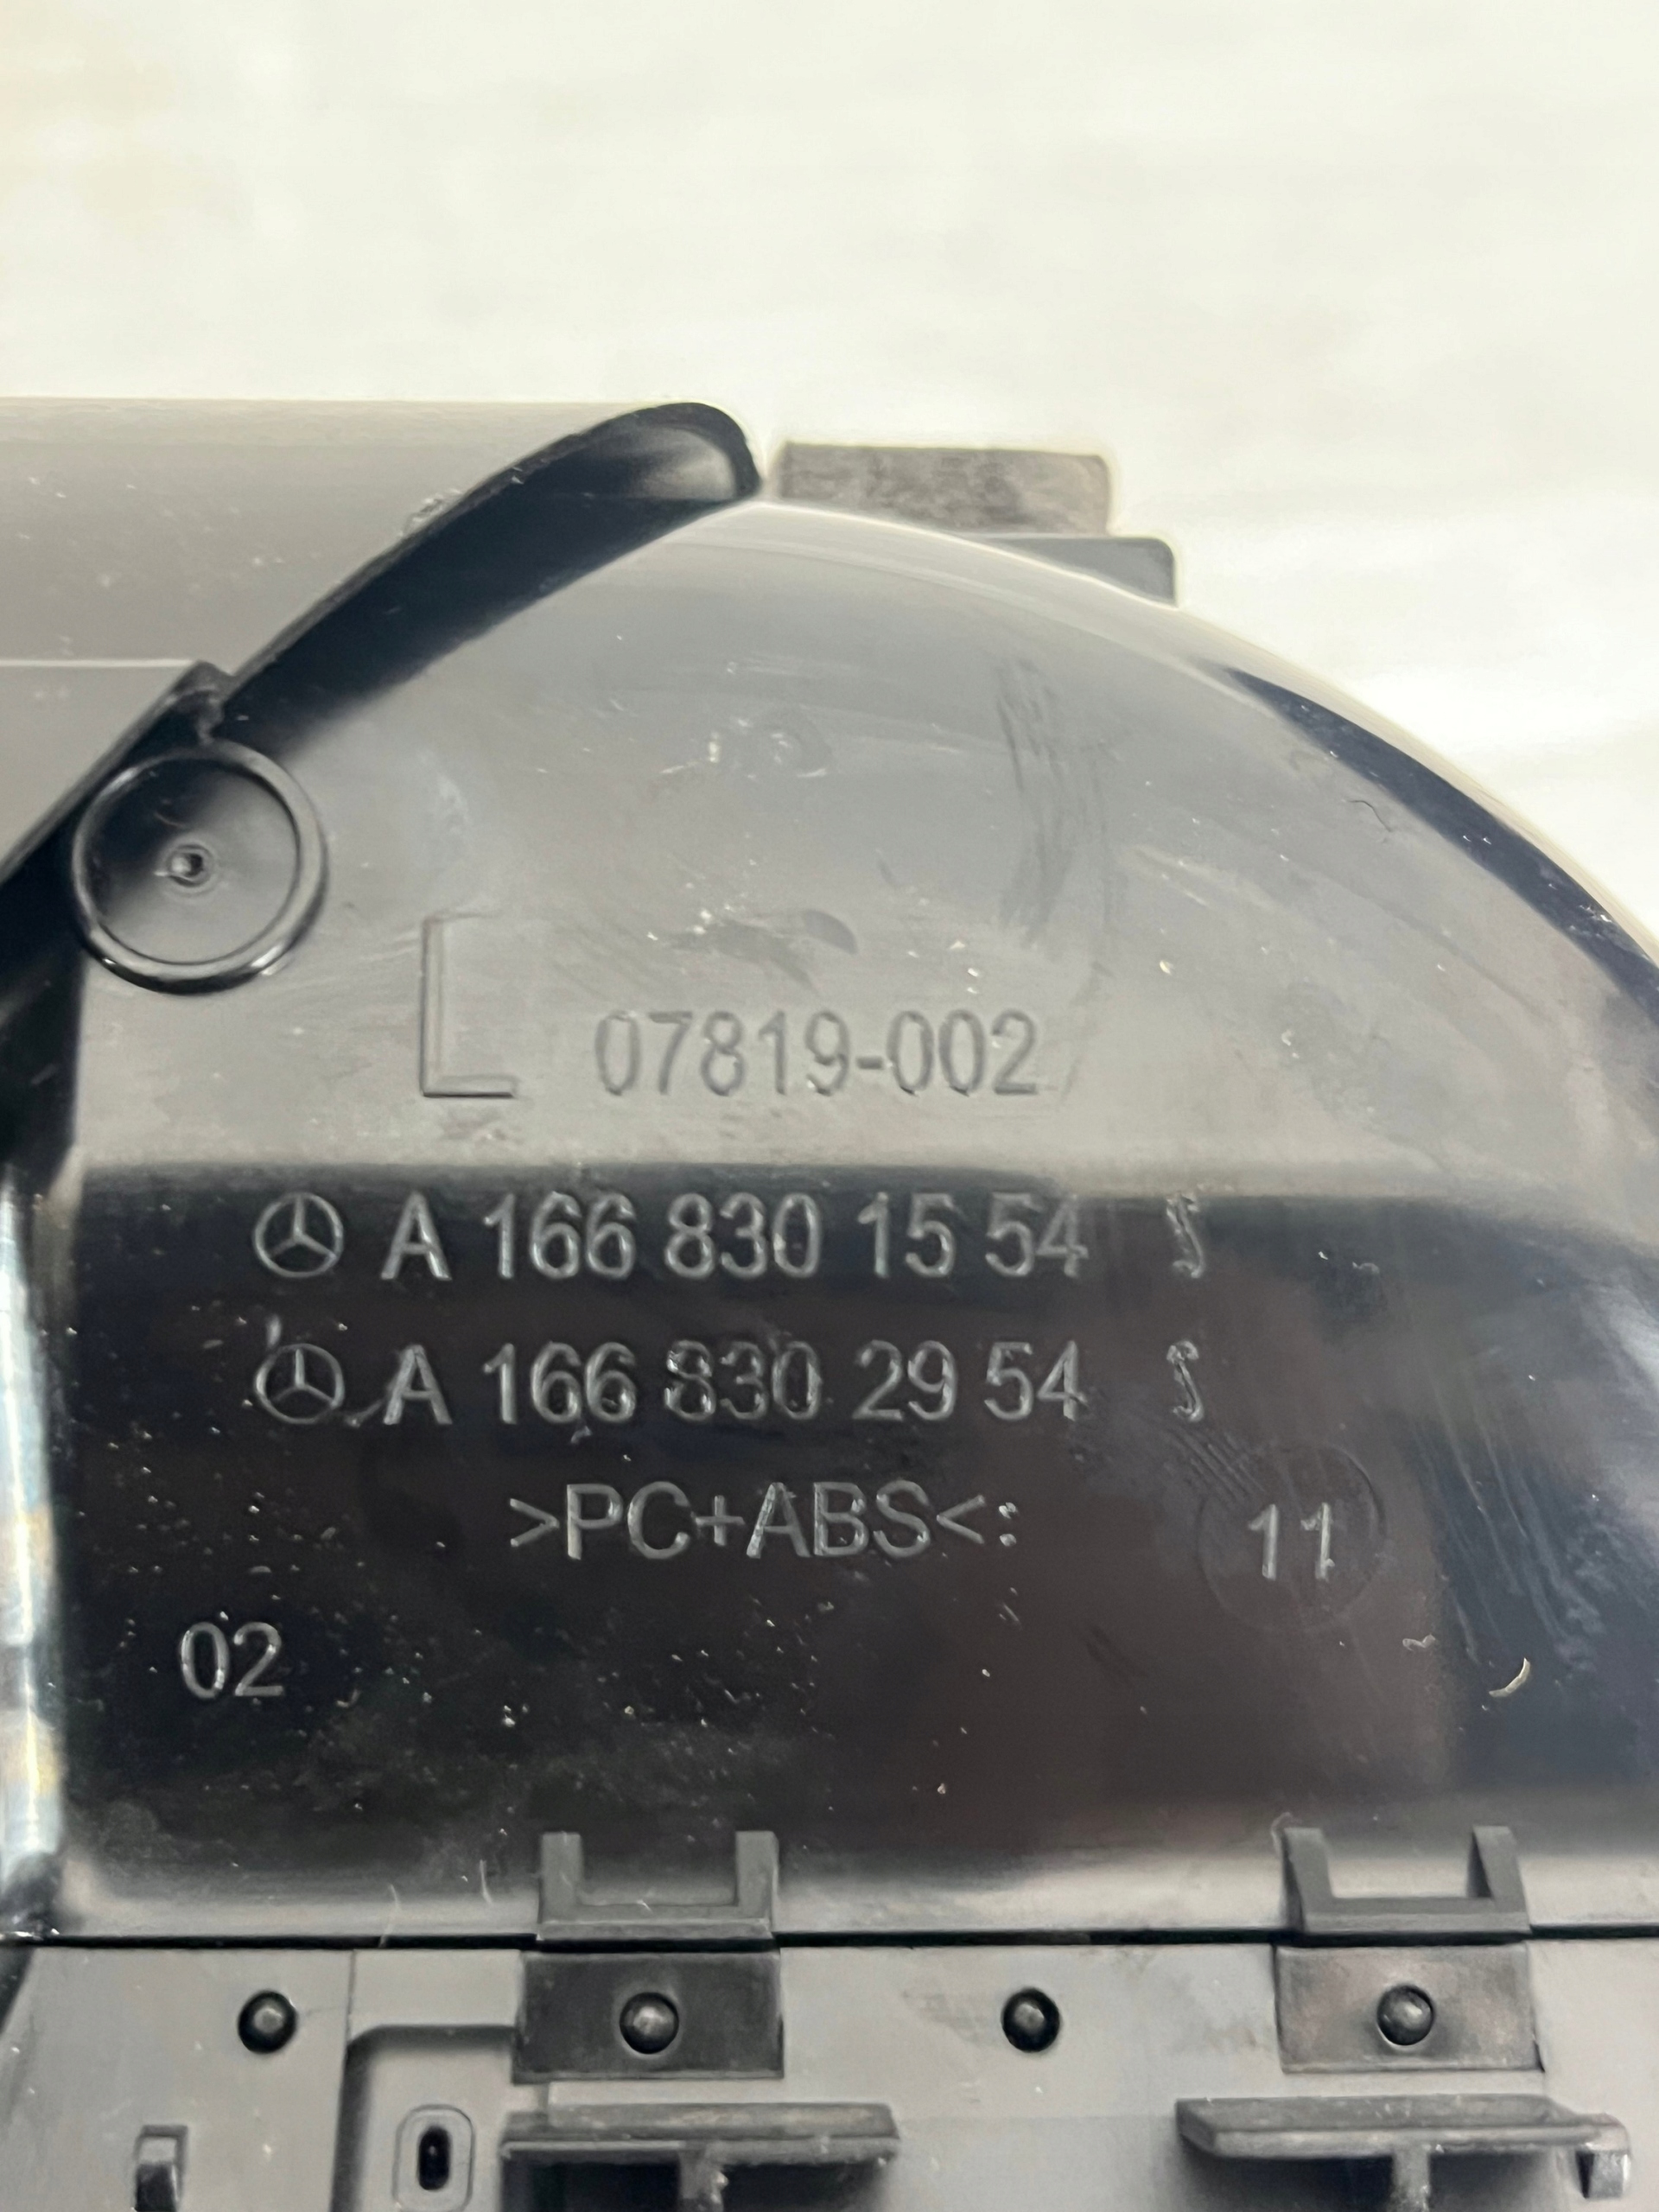 L 07819-002
A 166 830 15 54
A 166 830 29 54
>PC+ABS<: 11
02